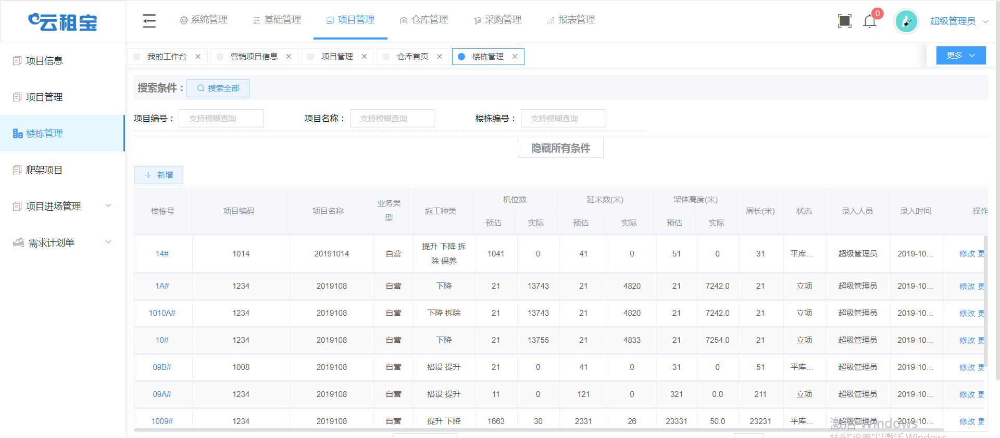 云租宝
系统管理 基础管理 项目管理 仓库管理 采购管理 报表管理 0 超级管理员
我的工作台 营销项目信息 项目管理 仓库首页 楼栋管理 更多
项目信息
项目管理
楼栋管理
爬架项目
项目进场管理
需求计划单
搜索条件： 搜索全部
项目编号： 支持模糊查询 项目名称： 支持模糊查询 楼栋编号： 支持模糊查询
隐藏所有条件
新增
楼栋号 项目编码 项目名称 业务类型 施工种类 机位数 延米数(米) 架体高度(米) 周长(米) 状态 录入人员 录入时间 操作
预估 实际 预估 实际 预估 实际
14# 1014 20191014 自营 提升 下降 拆除 保养 1041 0 41 0 51 0 31 平库... 超级管理员 2019-10... 修改 更
1A# 1234 2019108 自营 下降 21 13743 21 4820 21 7242.0 21 立项 超级管理员 2019-10... 修改 更
1010A# 1234 2019108 自营 下降 拆除 21 13743 21 4820 21 7242.0 21 立项 超级管理员 2019-10... 修改 更
10# 1234 2019108 自营 下降 21 13755 21 4833 21 7254.0 21 立项 超级管理员 2019-10... 修改 更
09B# 1008 2019108 自营 搭设 提升 21 0 41 0 31 0 51 平库... 超级管理员 2019-10... 修改 更
09A# 1234 2019108 自营 搭设 提升 11 0 121 0 321 0.0 211 立项 超级管理员 2019-10... 修改 更
1009# 1234 2019108 自营 提升 下降 1663 30 2331 26 23331 50.0 23231 平库... 超级管理员 2019-10... 修改 更
激活 Windows
转到"设置"以激活 Windows